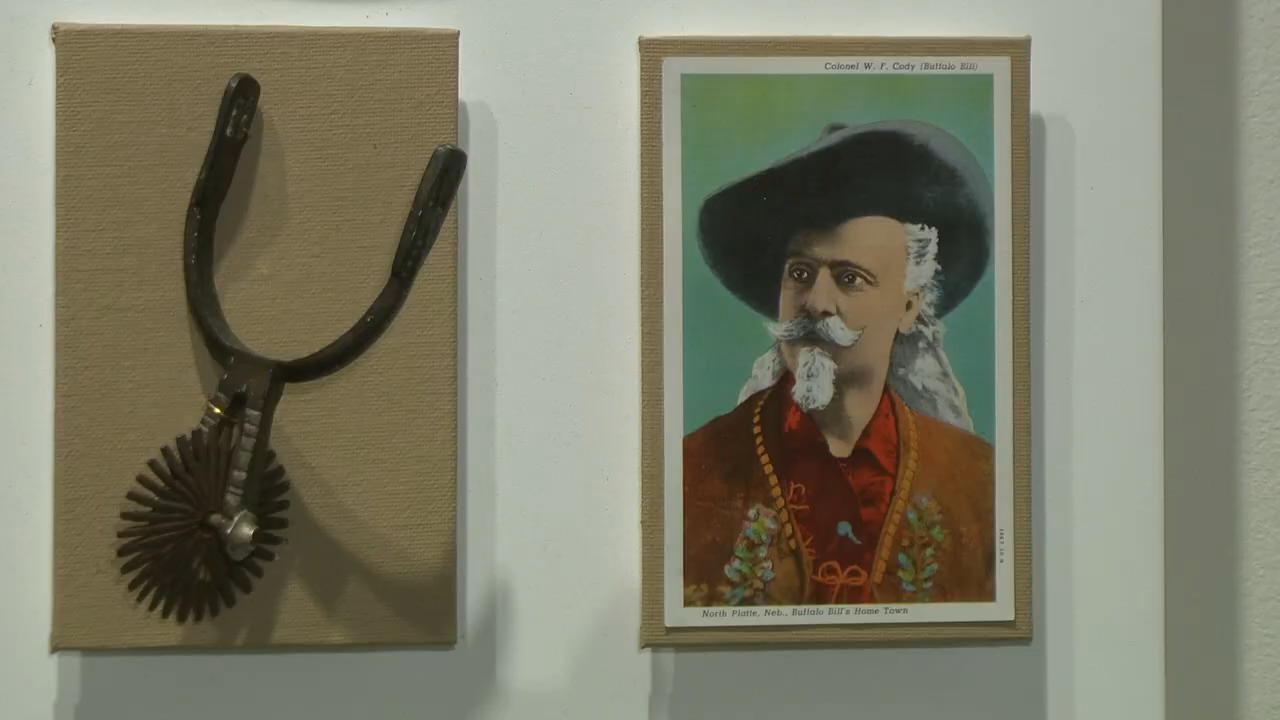 Colonel W. F. Cody (Buffalo Bill)
North Platte, Neb., Buffalo Bill's Home Town